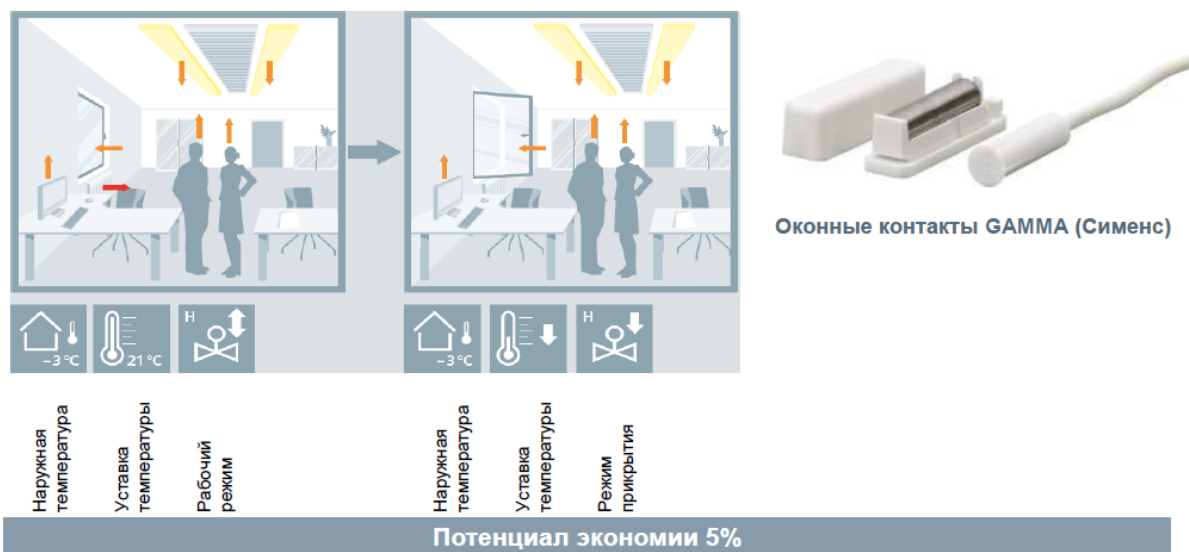 Оконные контакты GAMMA (Сименс)
−3 °C
21 °C
H
−3 °C
H
Наружная
температура
Уставка
температуры
Рабочий
режим
Наружная
температура
Уставка
температуры
Режим
прикрытия
Потенциал экономии 5%